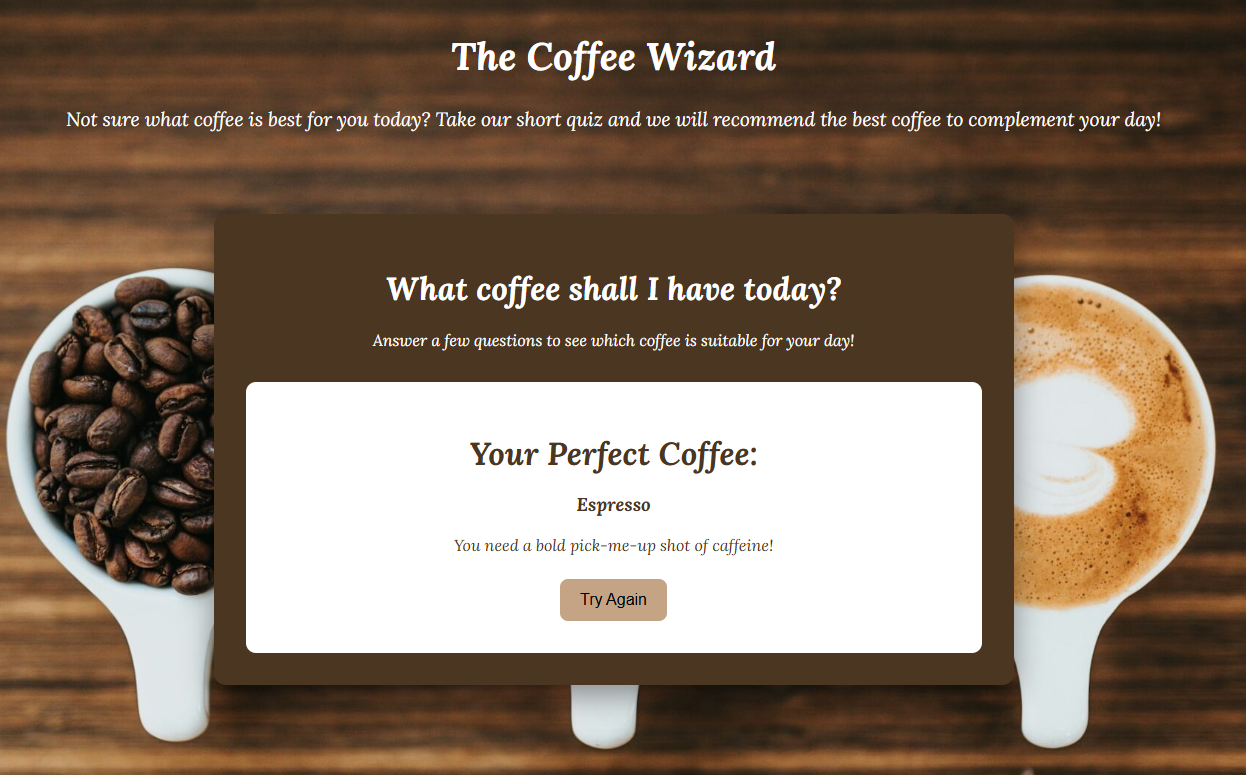 The Coffee Wizard
Not sure what coffee is best for you today? Take our short quiz and we will recommend the best coffee to complement your day!
What coffee shall I have today?
Answer a few questions to see which coffee is suitable for your day!
Your Perfect Coffee:
Espresso
You need a bold pick-me-up shot of caffeine!
Try Again